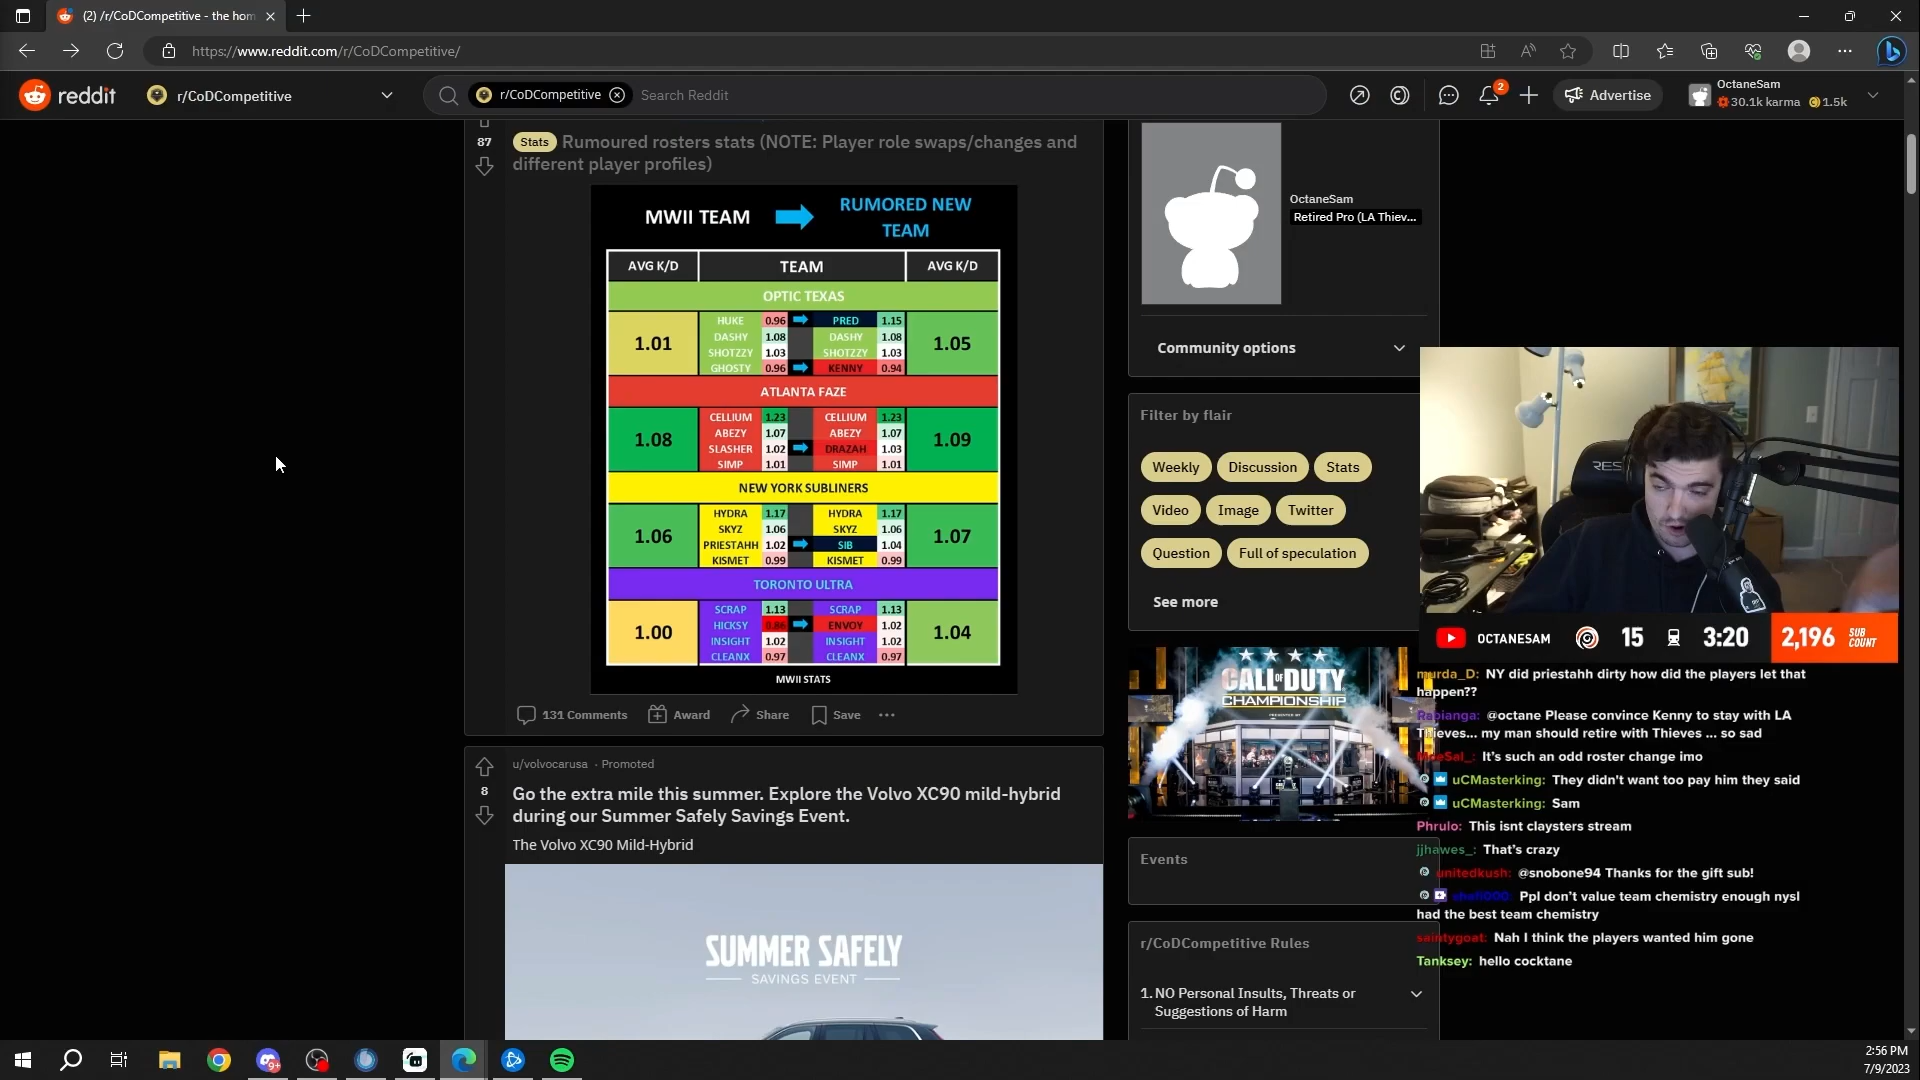 (2) /r/CoDCompetitive - the hom
https://www.reddit.com/r/CoDCompetitive/
reddit
r/CoDCompetitive
r/CoDCompetitive
Search Reddit
2
Advertise
OctaneSam
30.1k karma
1.5k
87
Stats
Rumoured rosters stats (NOTE: Player role swaps/changes and
different player profiles)
MWII TEAM
RUMORED NEW
TEAM
AVG K/D TEAM AVG K/D
OPTIC TEXAS
1.01
HUKE 0.96 PRED 1.15
DASHY 1.08 DASHY 1.08
SHOTZZY 1.03 SHOTZZY 1.03
GHOSTY 0.96 KENNY 0.94
1.05
ATLANTA FAZE
1.08
CELLIUM 1.23 CELLIUM 1.23
ABEZY 1.07 ABEZY 1.07
SLASHER 1.02 DRAZAH 1.03
SIMP 1.01 SIMP 1.01
1.09
NEW YORK SUBLINERS
1.06
HYDRA 1.17 HYDRA 1.17
SKYZ 1.06 SKYZ 1.06
PRIESTAHH 1.02 SIB 1.04
KISMET 0.99 KISMET 0.99
1.07
TORONTO ULTRA
1.00
SCRAP 1.13 SCRAP 1.13
HICKSY 0.86 ENVOY 1.02
INSIGHT 1.02 INSIGHT 1.02
CLEANX 0.97 CLEANX 0.97
1.04
MWII STATS
131 Comments
Award
Share
Save
8
u/volvocarusa · Promoted
Go the extra mile this summer. Explore the Volvo XC90 mild-hybrid
during our Summer Safely Savings Event.
The Volvo XC90 Mild-Hybrid
SUMMER SAFELY
SAVINGS EVENT
OctaneSam
Retired Pro (LA Thiev...
Community options
Filter by flair
Weekly
Discussion
Stats
Video
Image
Twitter
Question
Full of speculation
See more
CALL OF DUTY
CHAMPIONSHIP
Events
r/CoDCompetitive Rules
1. NO Personal Insults, Threats or
Suggestions of Harm
RES
OCTANESAM
15
3:20
2,196
SUB
COUNT
murda_D: NY did priestahh dirty how did the players let that
happen??
@octane Please convince Kenny to stay with LA
Thieves... my man should retire with Thieves ... so sad
It's such an odd roster change imo
uCMasterking: They didn't want too pay him they said
uCMasterking: Sam
Phrulo: This isnt claysters stream
jjhawes_: That's crazy
unitedkush: @snobone94 Thanks for the gift sub!
Ppl don't value team chemistry enough nysl
had the best team chemistry
saintygoat: Nah I think the players wanted him gone
Tanksey: hello cocktane
9+
2:56 PM
7/9/2023